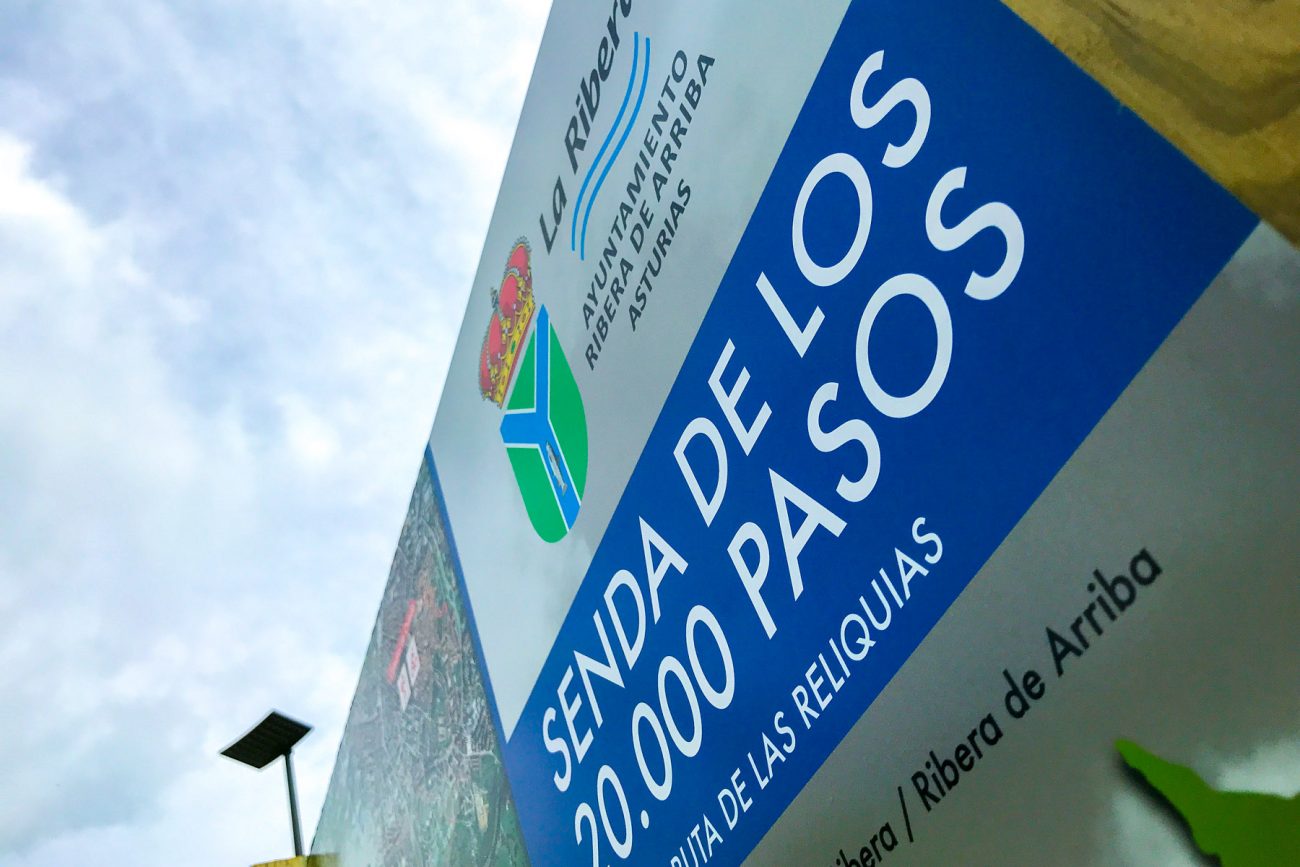 La Ribera
AYUNTAMIENTO
RIBERA DE ARRIBA
ASTURIAS
SENDA DE LOS
20.000 PASOS
RUTA DE LAS RELIQUIAS
ibera / Ribera de Arriba